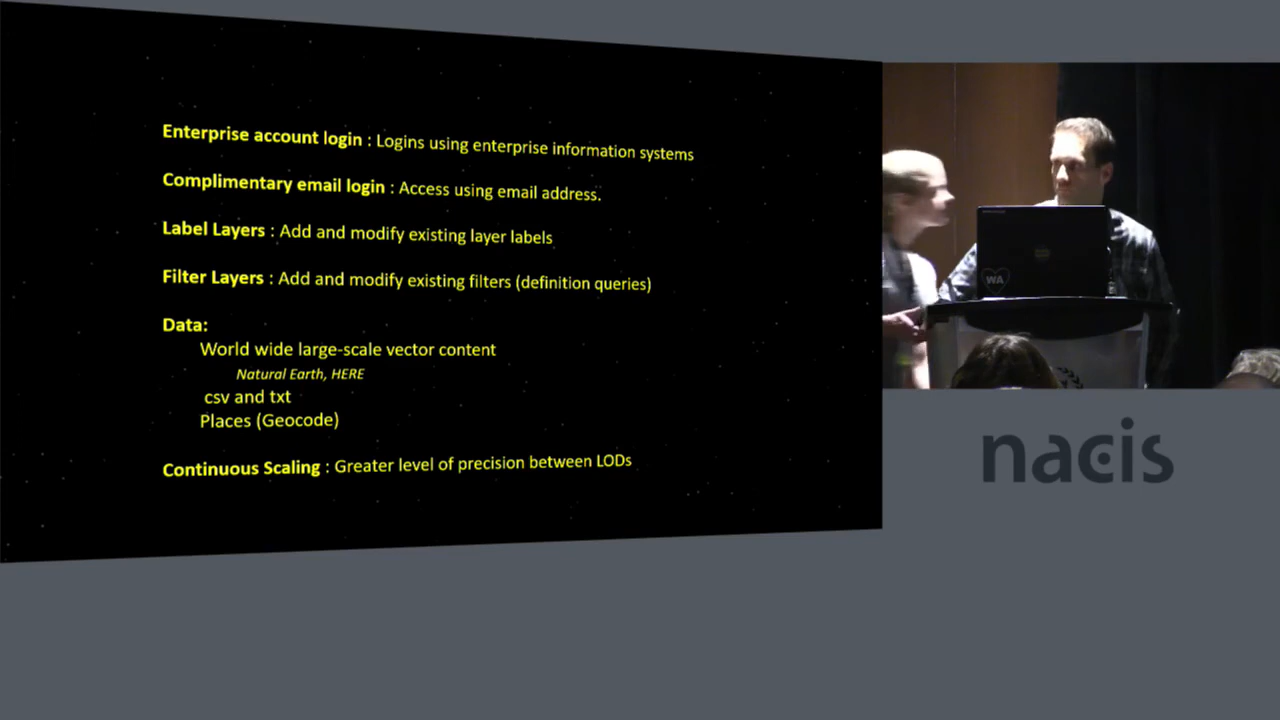 Enterprise account login : Logins using enterprise information systems
Complimentary email login : Access using email address.
Label Layers : Add and modify existing layer labels
Filter Layers : Add and modify existing filters (definition queries)
Data:
World wide large-scale vector content
Natural Earth, HERE
csv and txt
Places (Geocode)
Continuous Scaling : Greater level of precision between LODs
WA
nacis